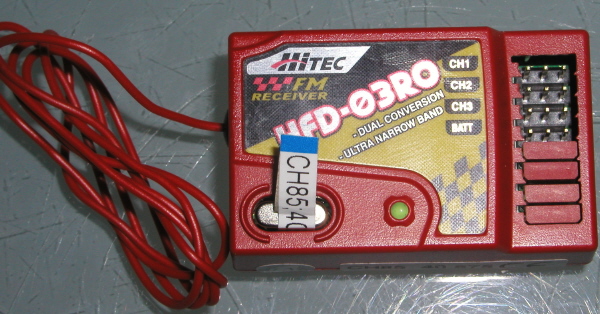 HITEC
FM
RECEIVER
HFD-03RO
- DUAL CONVERSION
- ULTRA NARROW BAND
CH1
CH2
CH3
BATT
CH85;40